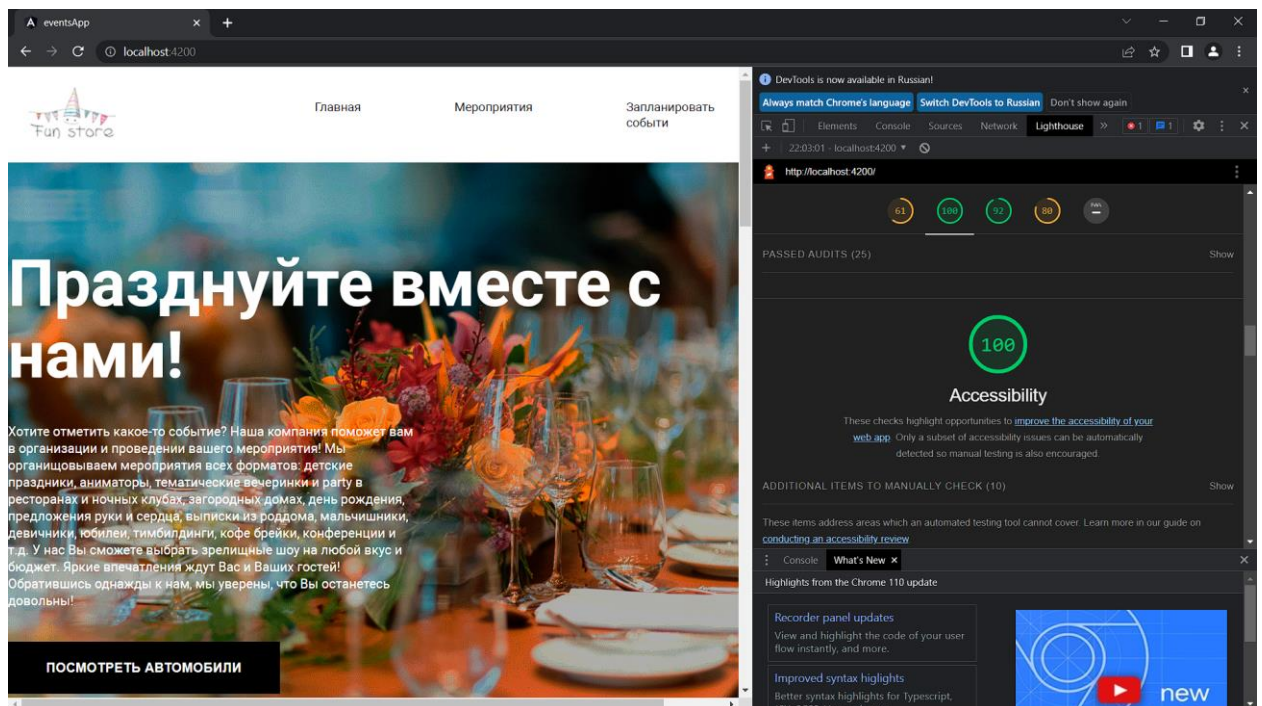 eventsApp
localhost:4200
Fun store
Главная
Мероприятия
Запланировать
событи
Празднуйте вместе с
нами!
Хотите отметить какое-то событие? Наша компания поможет вам
в организации и проведении вашего мероприятия! Мы
органищовываем мероприятия всех форматов: детские
праздники, аниматоры, тематические вечеринки и party в
ресторанах и ночных клубах, загородных домах, день рождения,
предложения руки и сердца, выписки из роддома, мальчишники,
девичники, юбилеи, тимбилдинги, кофе брейки, конференции и
т.д. У нас Вы сможете выбрать зрелищные шоу на любой вкус и
бюджет. Яркие впечатления ждут Вас и Ваших гостей!
Обратившись однажды к нам, мы уверены, что Вы останетесь
довольны!
ПОСМОТРЕТЬ АВТОМОБИЛИ
DevTools is now available in Russian!
Always match Chrome's language Switch DevTools to Russian Don't show again
Elements Console Sources Network Lighthouse » 1 1
22:03:01 - localhost:4200
http://localhost:4200/
61 100 92 80
PASSED AUDITS (25) Show
100
Accessibility
These checks highlight opportunities to improve the accessibility of your
web app. Only a subset of accessibility issues can be automatically
detected so manual testing is also encouraged.
ADDITIONAL ITEMS TO MANUALLY CHECK (10) Show
These items address areas which an automated testing tool cannot cover. Learn more in our guide on
conducting an accessibility review
Console What's New
Highlights from the Chrome 110 update
Recorder panel updates
View and highlight the code of your user
flow instantly, and more.
Improved syntax higlights
Better syntax highlights for Typescript,
new